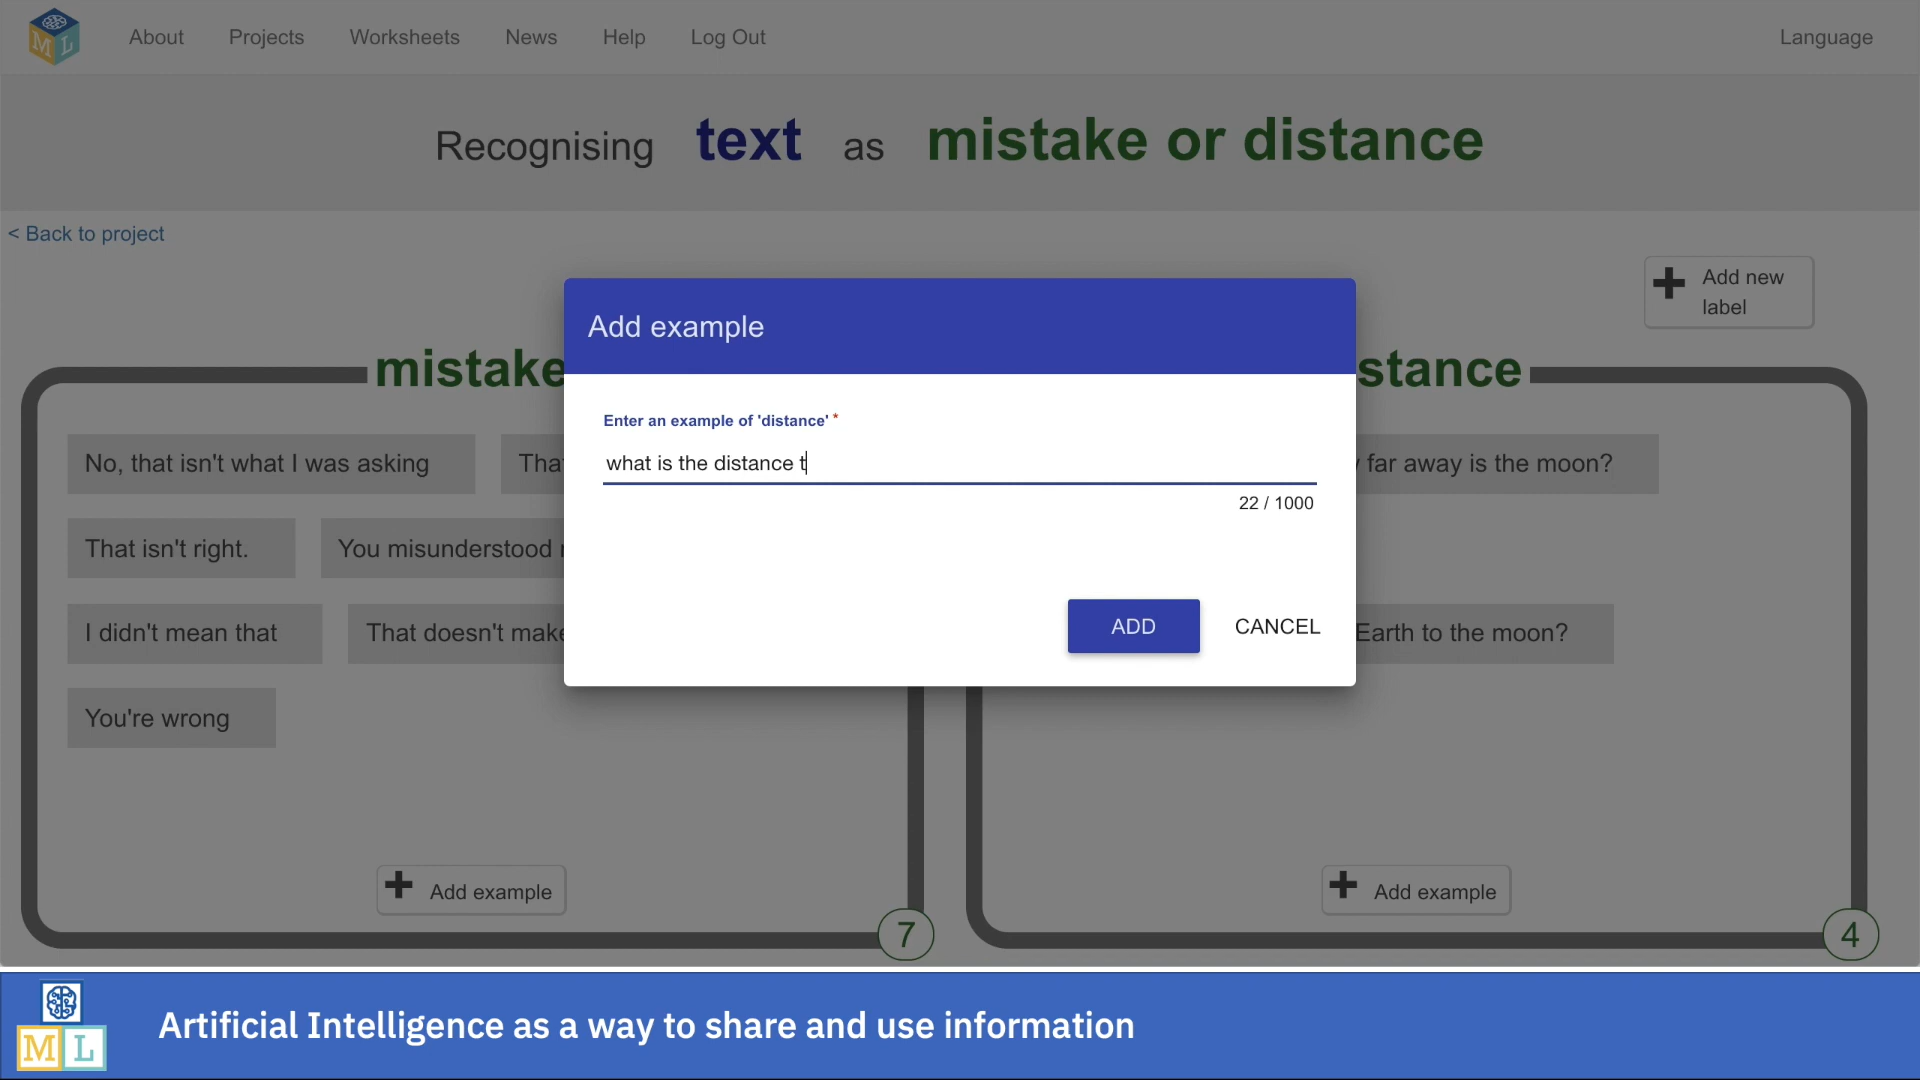 About Projects Worksheets News Help Log Out Language
Recognising text as mistake or distance
< Back to project
Add new
label
Add example
mistake
stance
Enter an example of 'distance' *
what is the distance t
22 / 1000
No, that isn't what I was asking
Tha
far away is the moon?
That isn't right.
You misunderstood
I didn't mean that
That doesn't make
Earth to the moon?
ADD CANCEL
You're wrong
Add example
Add example
7
4
M L
Artificial Intelligence as a way to share and use information